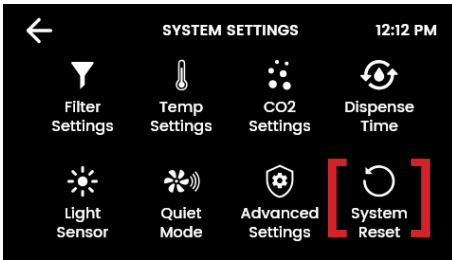 SYSTEM SETTINGS 12:12 PM
Filter Settings
Temp Settings
CO2 Settings
Dispense Time
Light Sensor
Quiet Mode
Advanced Settings
System Reset